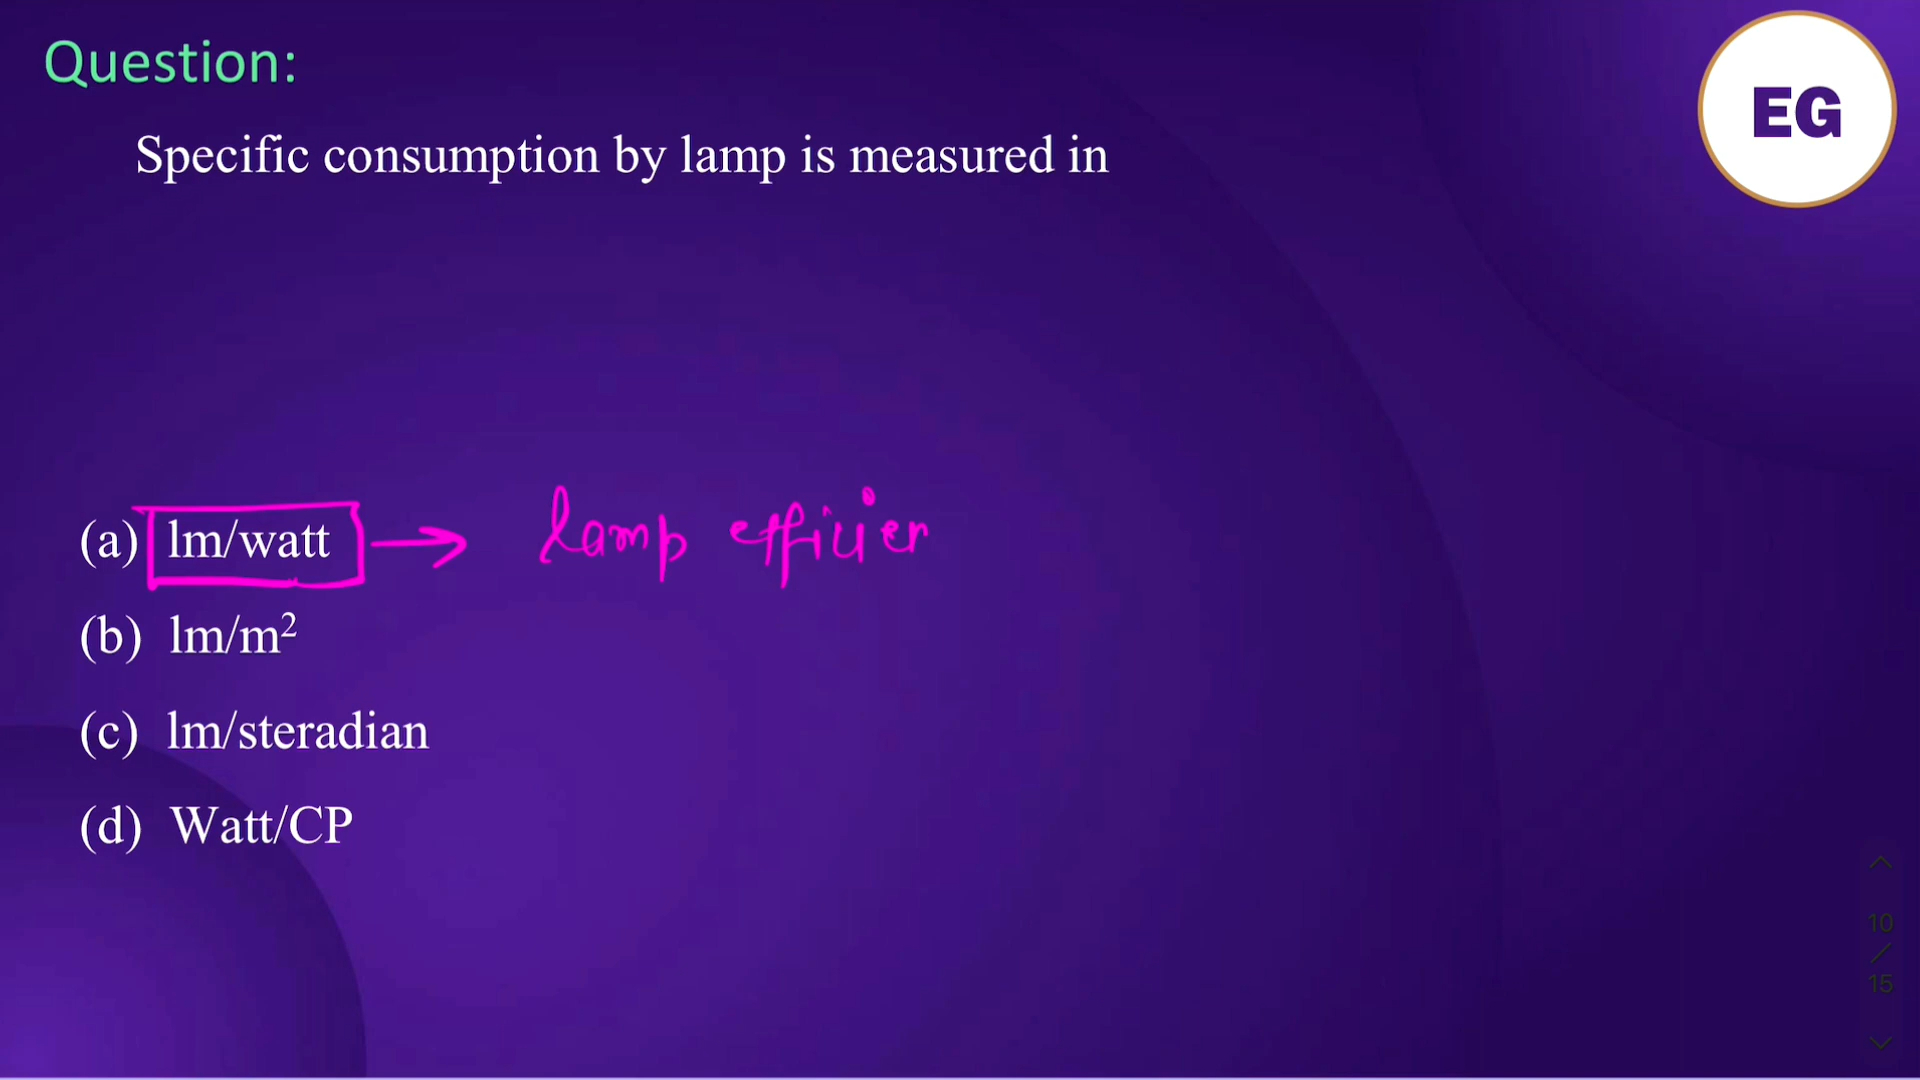 Question:
EG
Specific consumption by lamp is measured in
(a) lm/watt → lamp efficien
(b) lm/m²
(c) lm/steradian
(d) Watt/CP
10
/
15